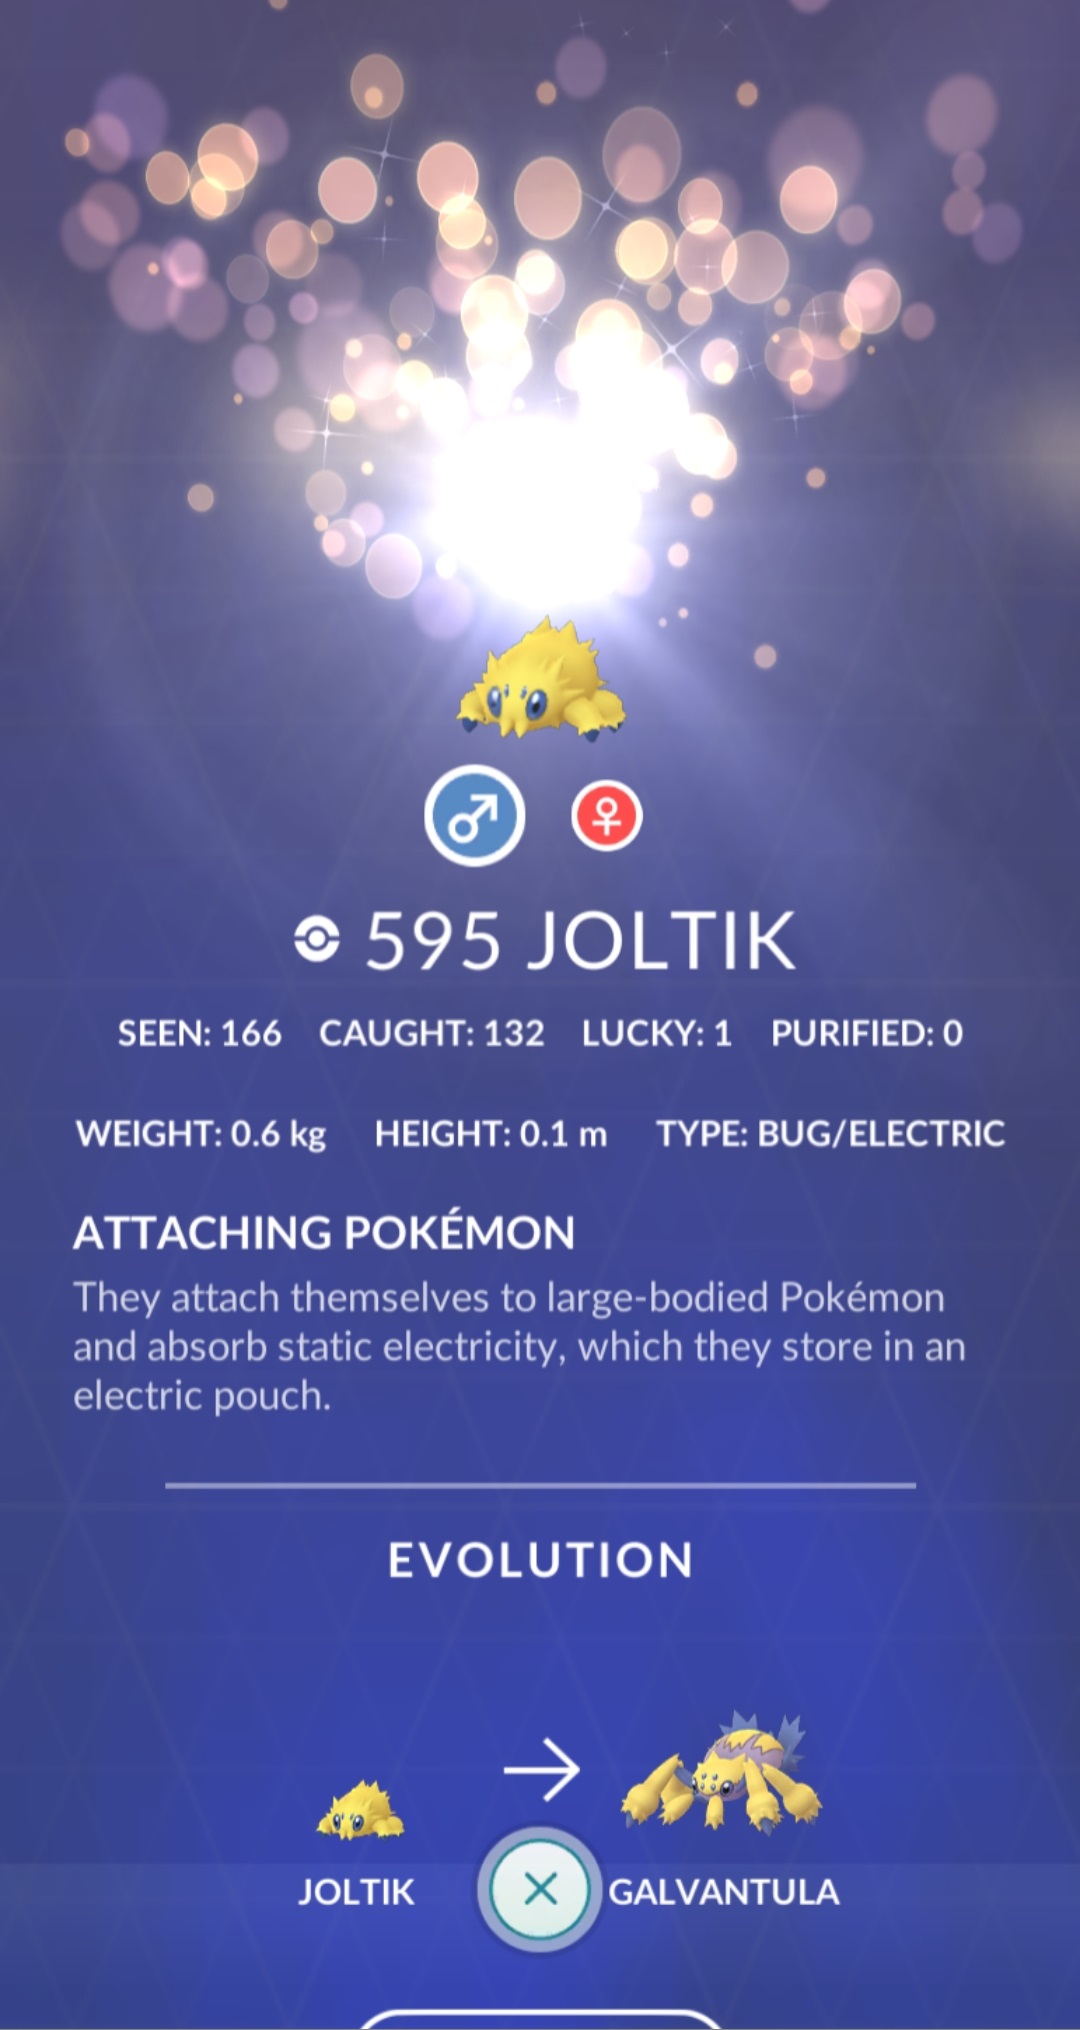 595 JOLTIK
SEEN: 166 CAUGHT: 132 LUCKY: 1 PURIFIED: 0
WEIGHT: 0.6 kg HEIGHT: 0.1 m TYPE: BUG/ELECTRIC
ATTACHING POKÉMON
They attach themselves to large-bodied Pokémon
and absorb static electricity, which they store in an
electric pouch.
EVOLUTION
JOLTIK GALVANTULA